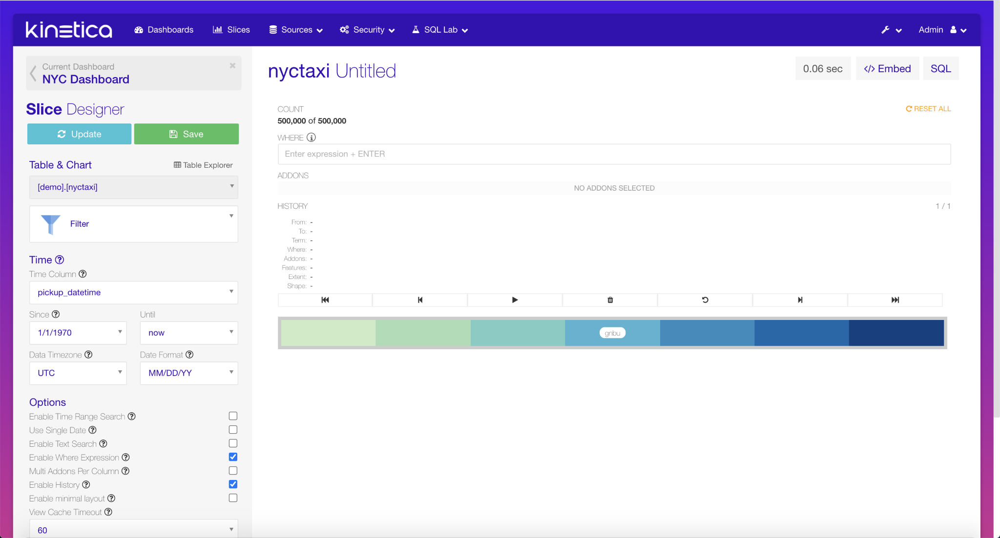 kinetica Dashboards Slices Sources Security SQL Lab Admin
Current Dashboard
NYC Dashboard
Slice Designer
Update Save
Table & Chart Table Explorer
[demo].[nyctaxi]
Filter
Time
Time Column
pickup_datetime
Since Until
1/1/1970 now
Data Timezone Date Format
UTC MM/DD/YY
Options
Enable Time Range Search
Use Single Date
Enable Text Search
Enable Where Expression
Multi Addons Per Column
Enable History
Enable minimal layout
View Cache Timeout
60
nyctaxi Untitled
0.06 sec </> Embed SQL
COUNT RESET ALL
500,000 of 500,000
WHERE
Enter expression + ENTER
ADDONS
NO ADDONS SELECTED
HISTORY 1 / 1
From: -
To: -
Term: -
Where: -
Addons: -
Features: -
Extent: -
Shape: -
gnbu